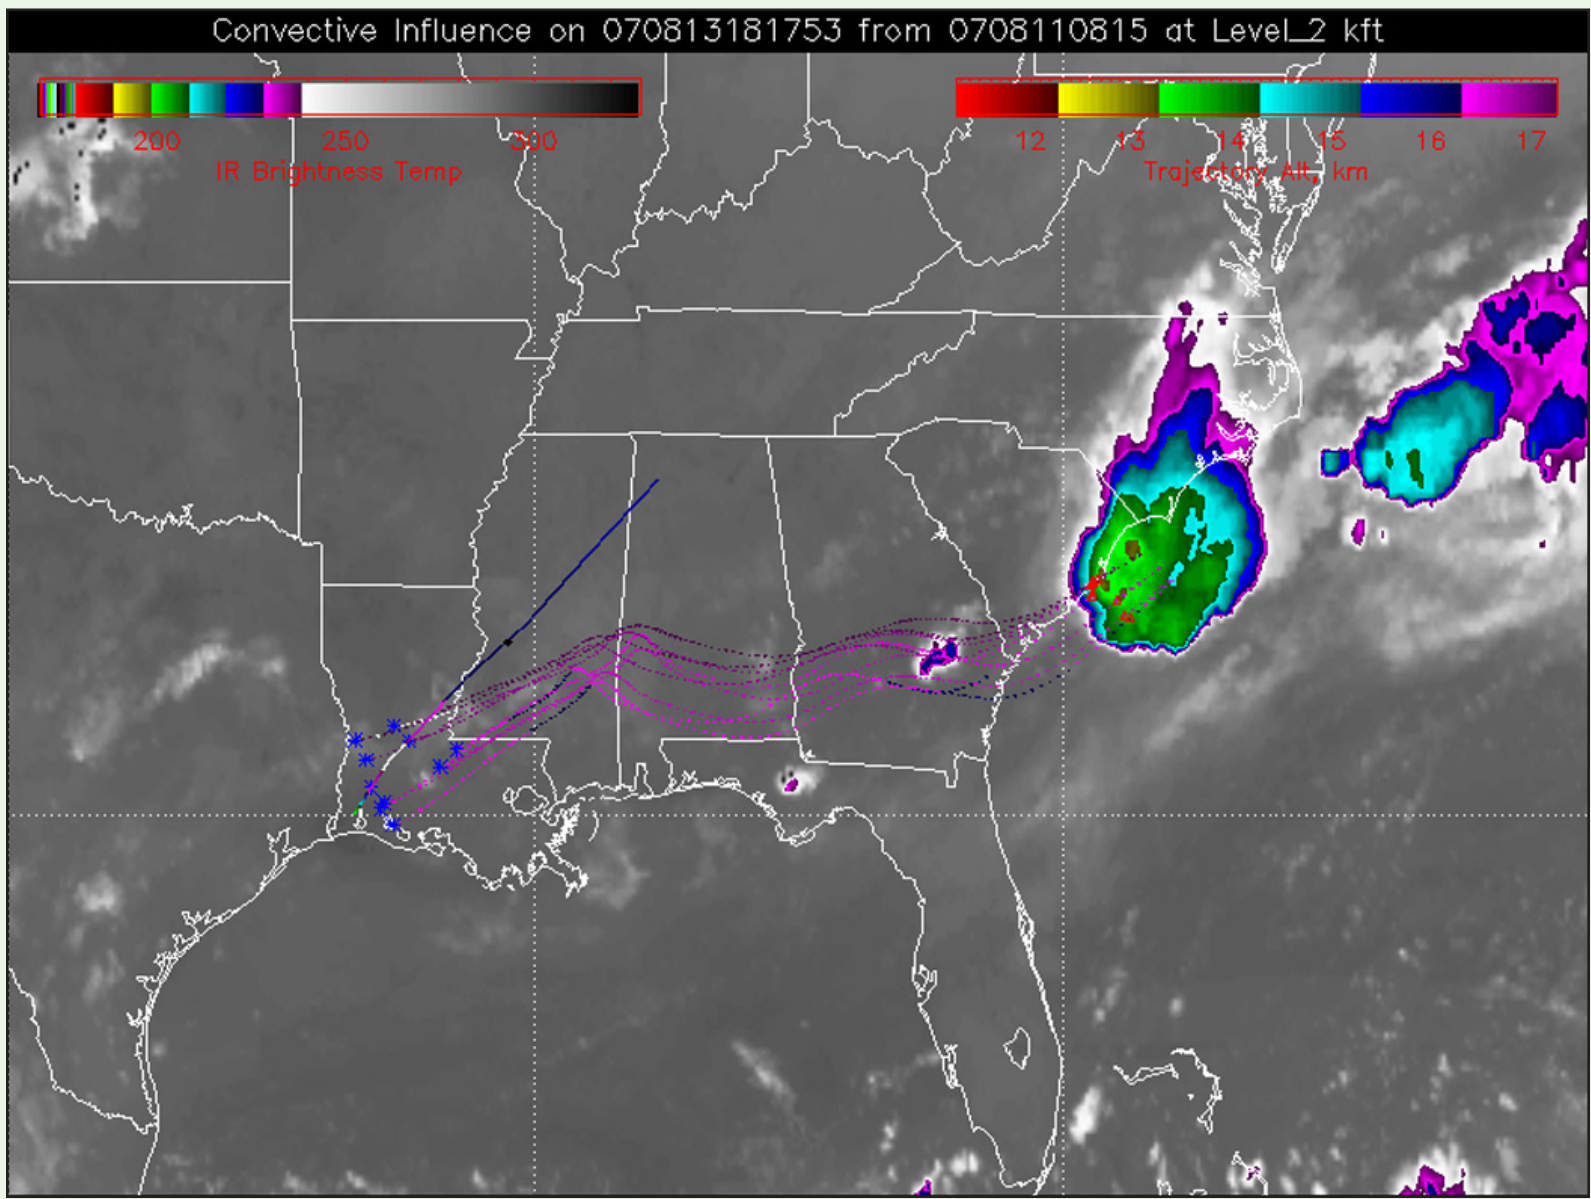 Convective Influence on 070813181753 from 0708110815 at Level_2 kft
200 250 300
IR Brightness Temp
12 13 14 15 16 17
Trajectory Alt, km